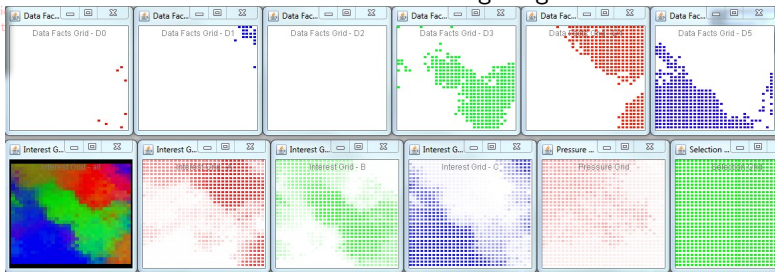 Data Fac...
Data Fac...
Data Fac...
Data Fac...
Data Fac...
Data Fac...
Data Facts Grid - D0
Data Facts Grid - D1
Data Facts Grid - D2
Data Facts Grid - D3
Data Facts Grid - D5
Interest G...
Interest G...
Interest G...
Interest G...
Pressure ...
Selection ...
Interest Grid - B
Interest Grid - C
Pressure Grid
Selection Grid